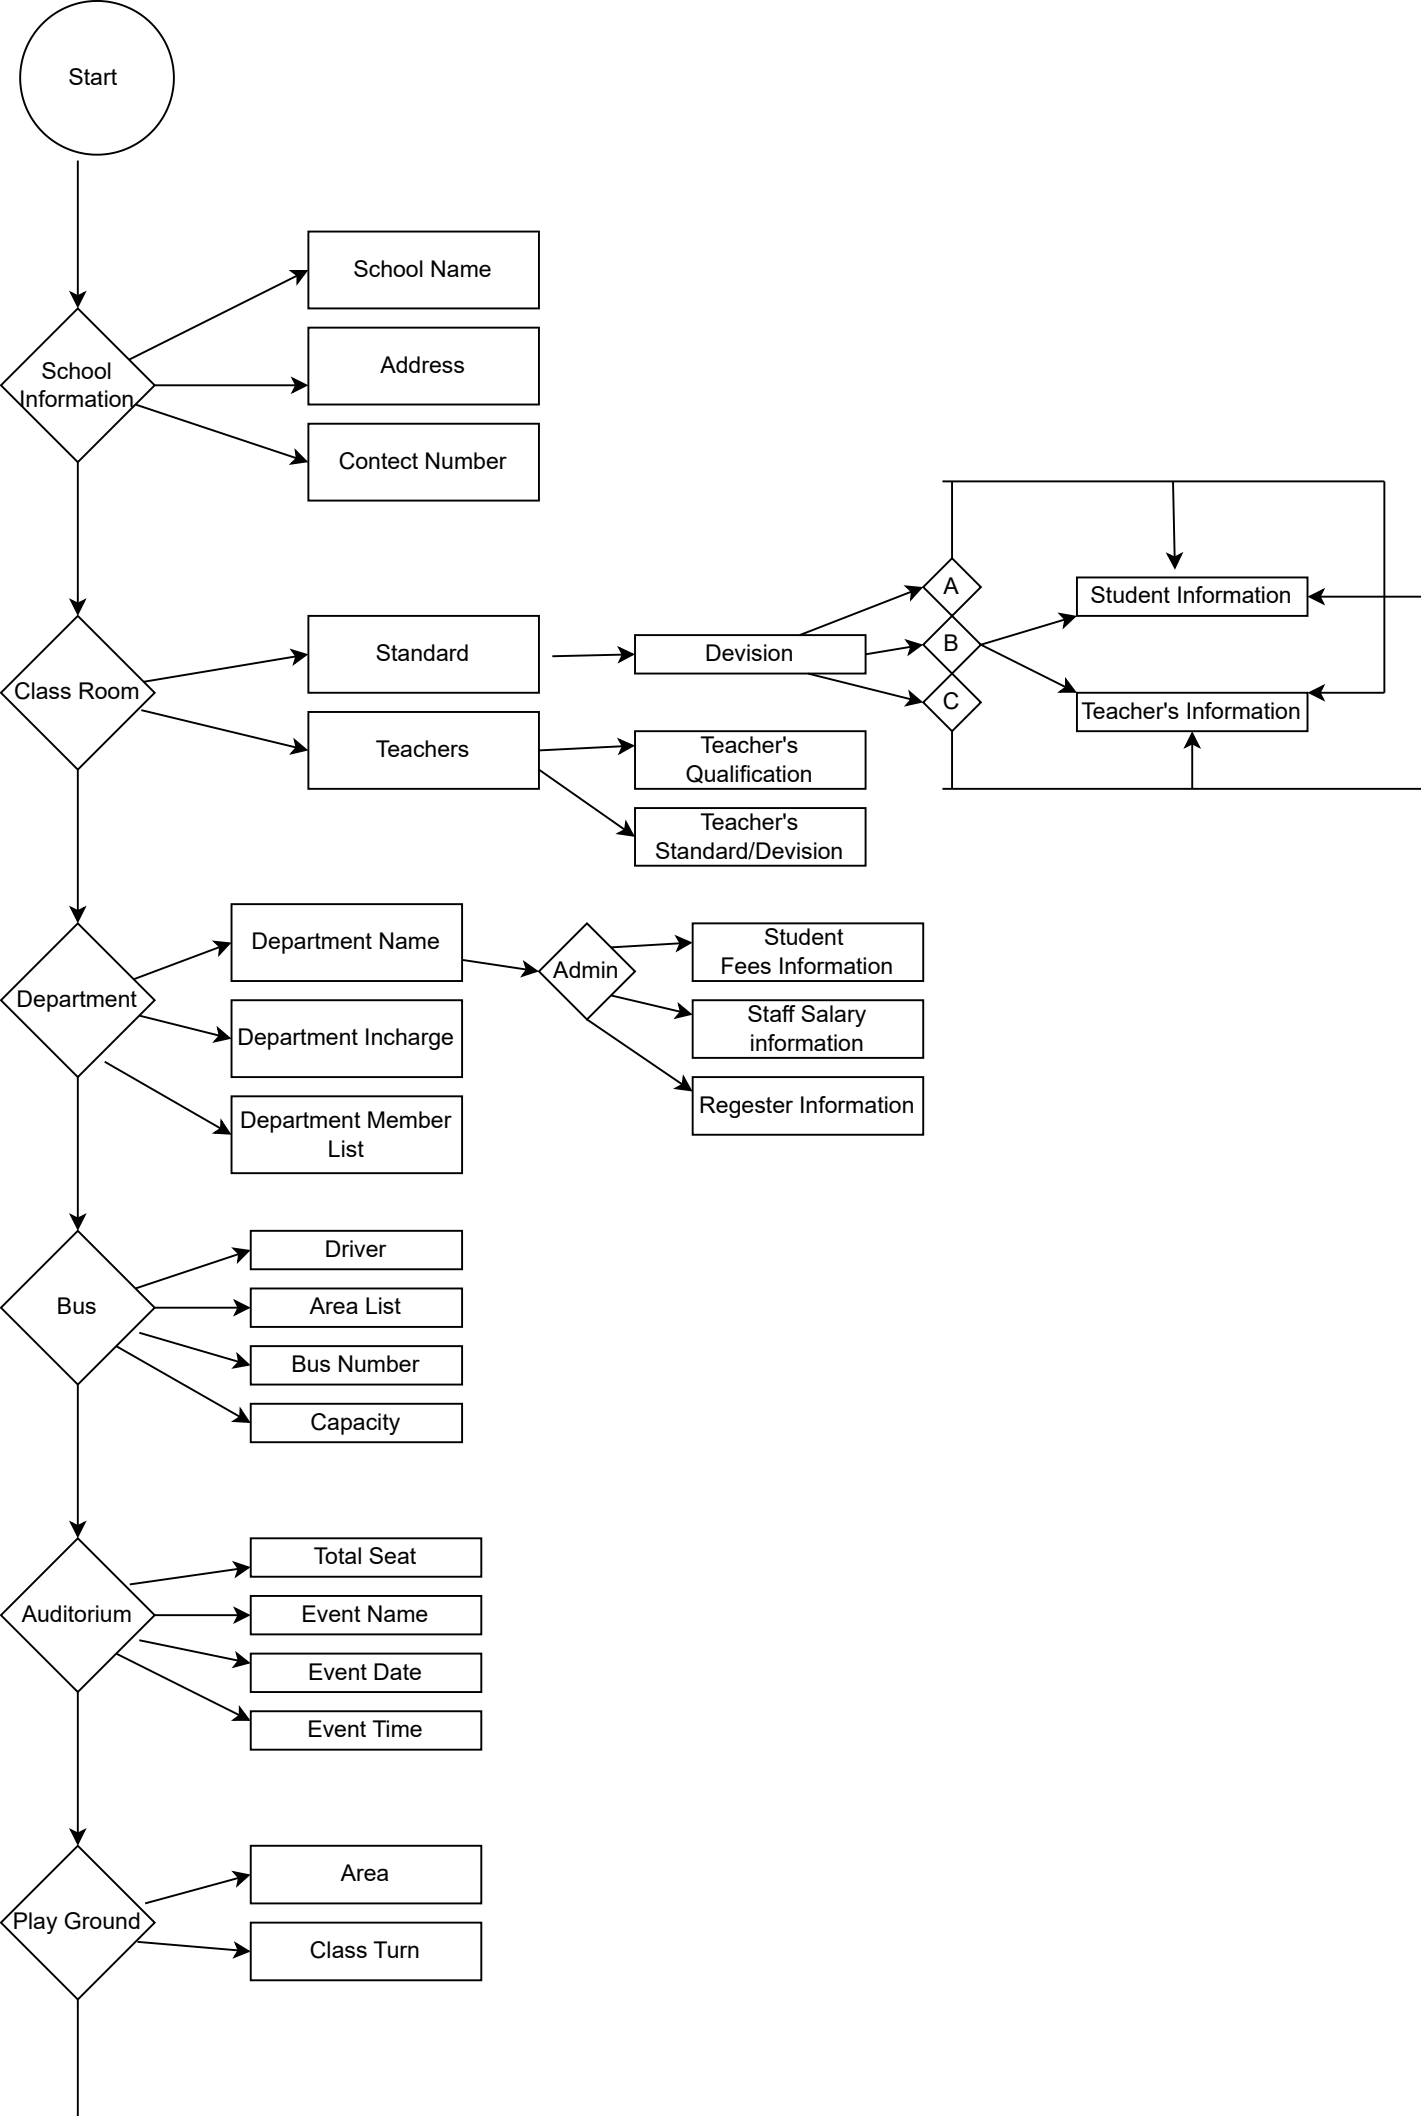 Start
School Name
School
Information
Address
Contect Number
A
Student Information
B
Class Room
Standard
Devision
C
Teacher's Information
Teachers
Teacher's
Qualification
Teacher's
Standard/Devision
Department Name
Admin
Student
Fees Information
Department
Department Incharge
Staff Salary
information
Department Member
List
Regester Information
Driver
Bus
Area List
Bus Number
Capacity
Total Seat
Auditorium
Event Name
Event Date
Event Time
Area
Play Ground
Class Turn